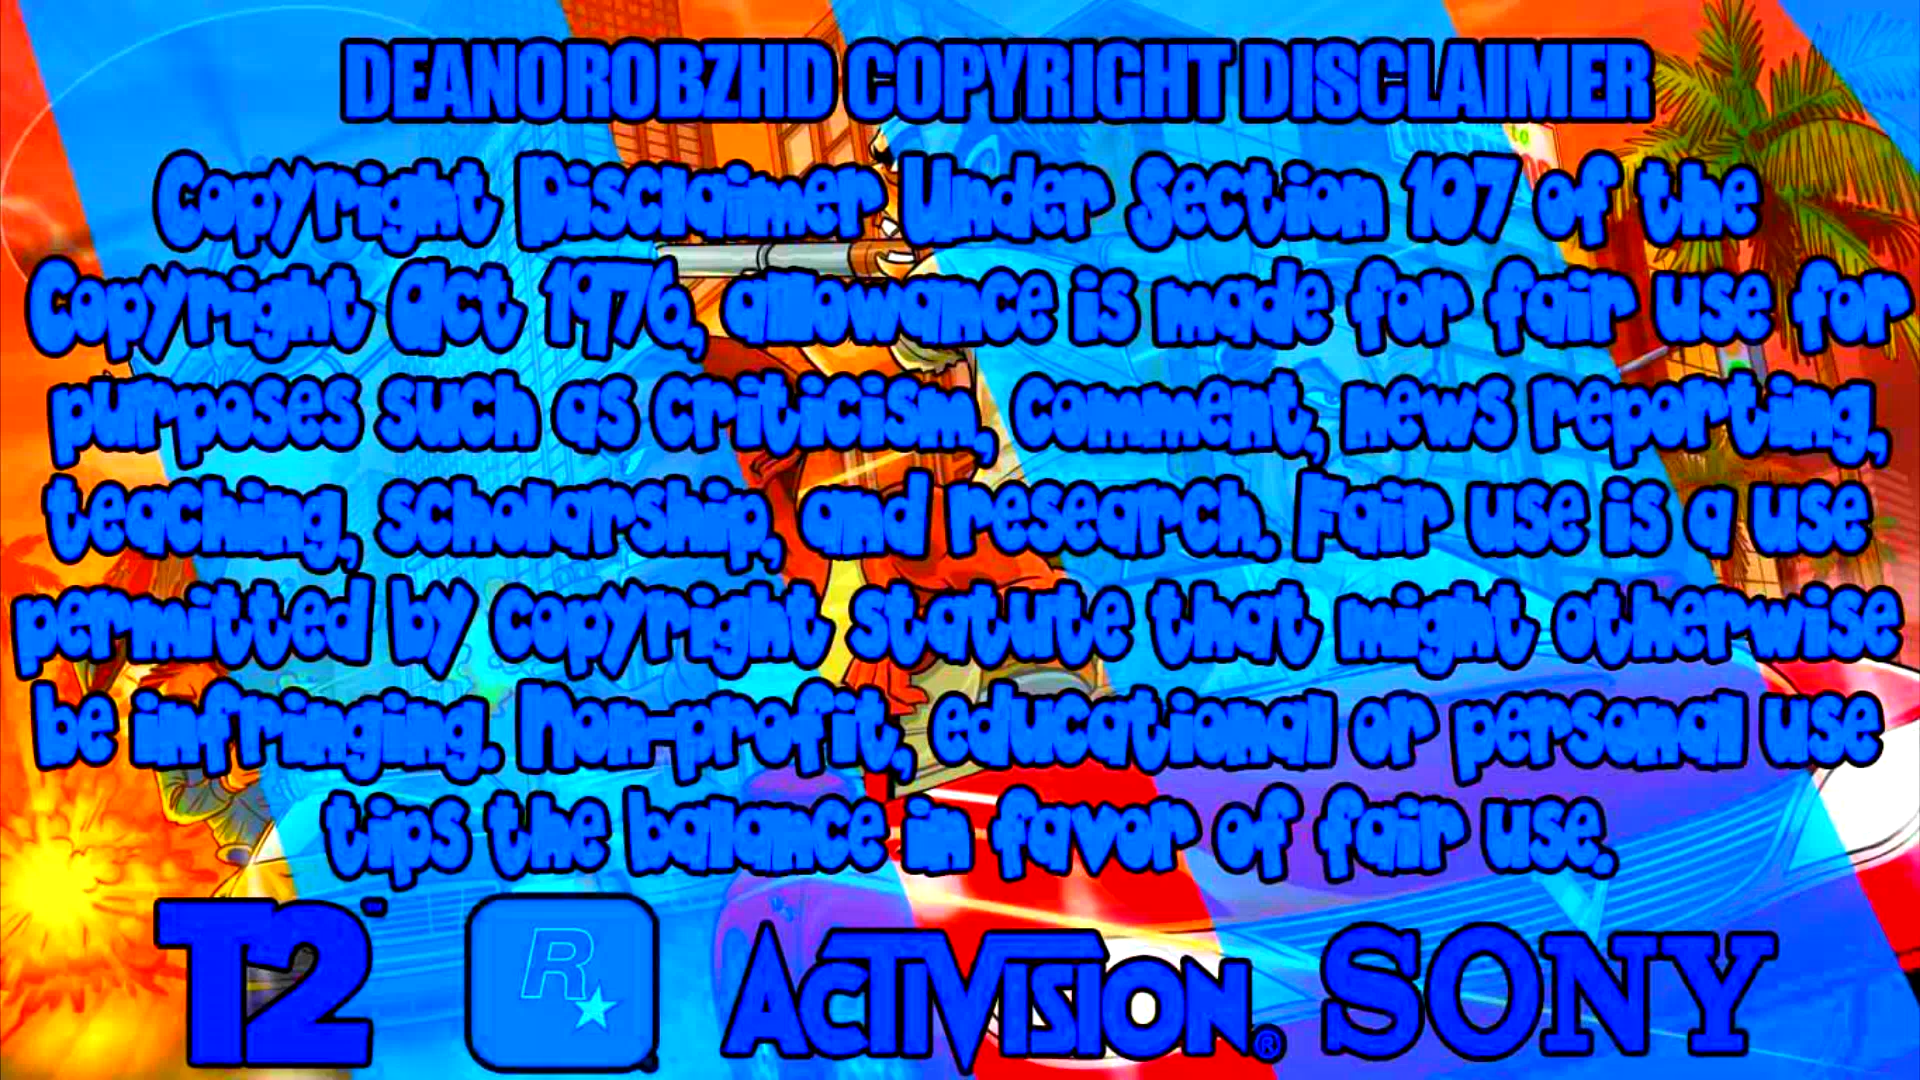 DEANOROBZHD COPYRIGHT DISCLAIMER
Copyright Disclaimer Under Section 107 of the
Copyright Act 1976, allowance is made for fair use for
purposes such as criticism, comment, news reporting,
teaching, scholarship, and research. Fair use is a use
permitted by copyright statute that might otherwise
be infringing. Non-profit, educational or personal use
tips the balance in favor of fair use.
T2 R ACTIVISION® SONY